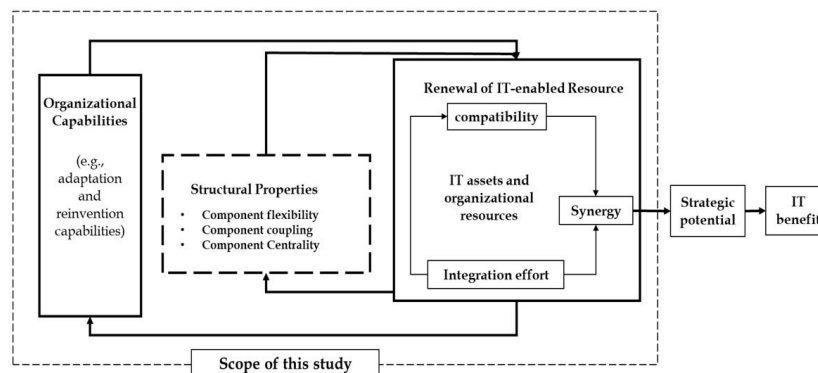 Organizational
Capabilities
(e.g.,
adaptation
and
reinvention
capabilities)
Structural Properties
• Component flexibility
• Component coupling
• Component Centrality
Renewal of IT-enabled Resource
compatibility
IT assets and
organizational
resources
Synergy
Integration effort
Strategic
potential
IT
benefit
Scope of this study